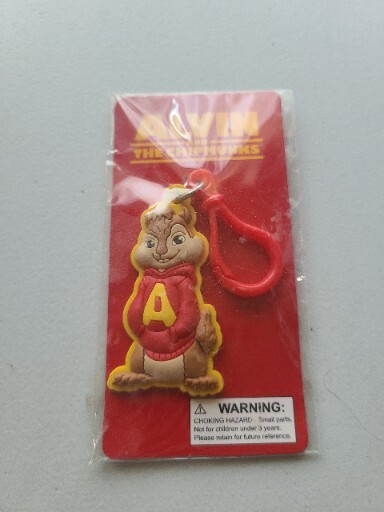 ALVIN
AND
THE CHIPMUNKS
A
WARNING:
CHOKING HAZARD - Small parts.
Not for children under 3 years.
Please retain for future reference.